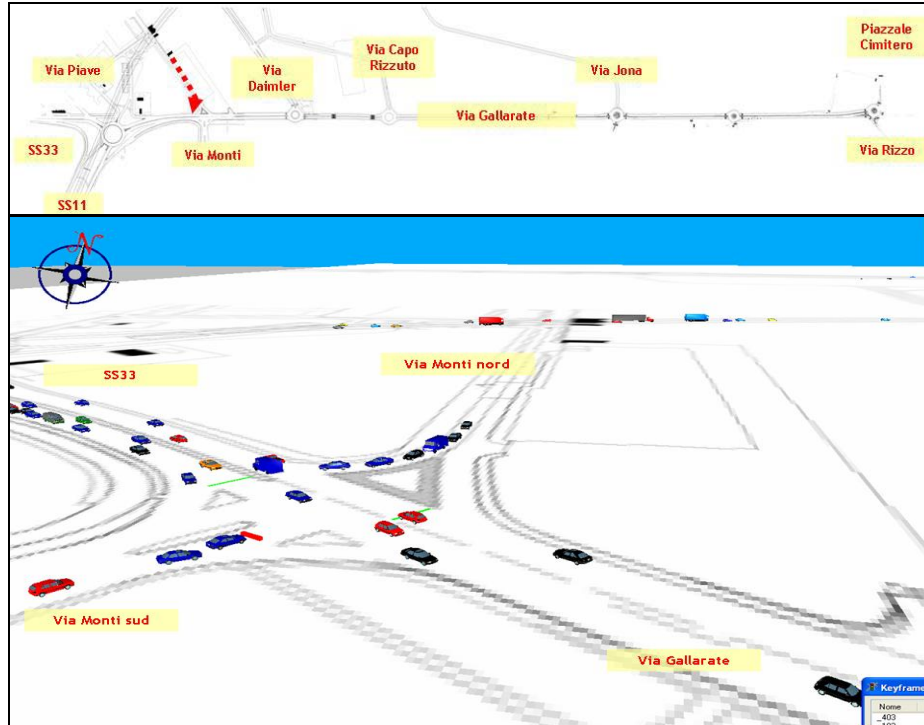 Piazzale
Cimitero
Via Capo
Rizzuto
Via Piave
Via
Daimler
Via Jona
Via Gallarate
SS33
Via Monti
Via Rizzo
SS11
N
Via Monti nord
SS33
Via Monti sud
Via Gallarate
Keyframe
Nome
-403